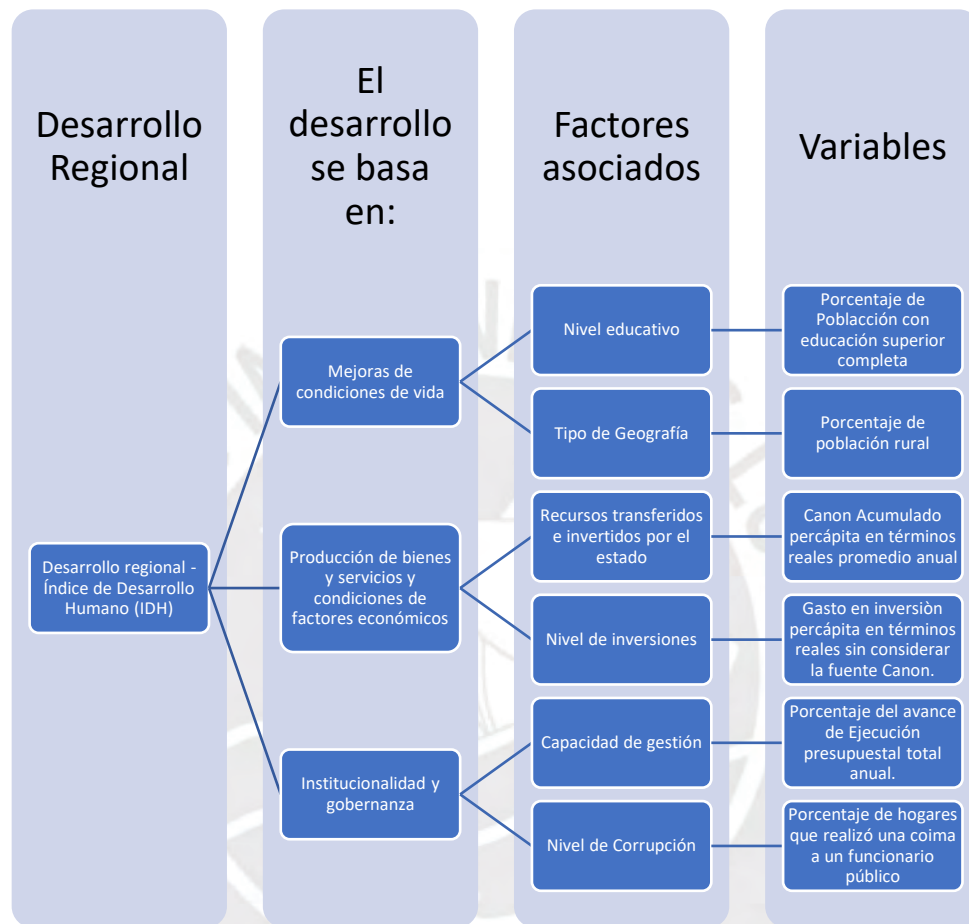 Desarrollo
Regional
El
desarrollo
se basa
en:
Factores
asociados
Variables
Desarrollo regional -
Índice de Desarrollo
Humano (IDH)
Mejoras de
condiciones de vida
Producción de bienes
y servicios y
condiciones de
factores económicos
Institucionalidad y
gobernanza
Nivel educativo
Tipo de Geografía
Recursos transferidos
e invertidos por el
estado
Nivel de inversiones
Capacidad de gestión
Nivel de Corrupción
Porcentaje de
Poblacción con
educación superior
completa
Porcentaje de
población rural
Canon Acumulado
percápita en términos
reales promedio anual
Gasto en inversiòn
percápita en términos
reales sin considerar
la fuente Canon.
Porcentaje del avance
de Ejecución
presupuestal total
anual.
Porcentaje de hogares
que realizó una coima
a un funcionario
público